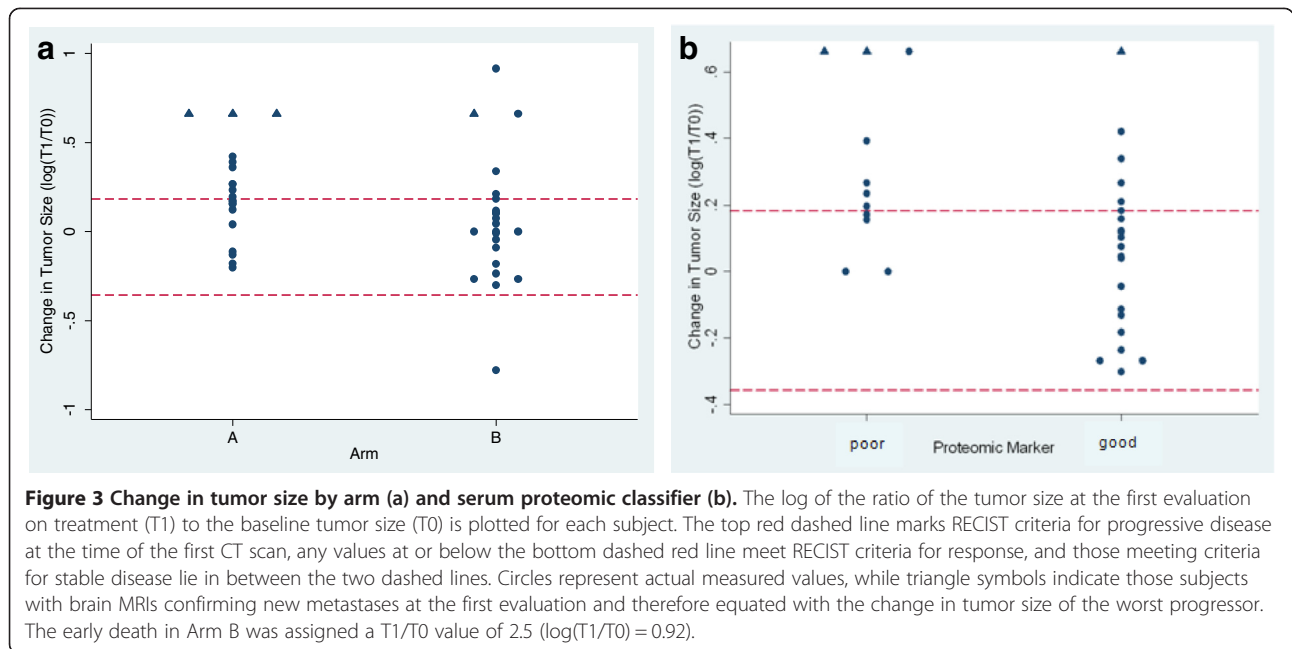 a
Change in Tumor Size (log(T1/T0))
1
.5
0
-.5
-1
A
B
Arm
b
Change in Tumor Size (log(T1/T0))
.6
.4
.2
0
-.2
-.4
poor
Proteomic Marker
good
Figure 3 Change in tumor size by arm (a) and serum proteomic classifier (b). The log of the ratio of the tumor size at the first evaluation
on treatment (T1) to the baseline tumor size (T0) is plotted for each subject. The top red dashed line marks RECIST criteria for progressive disease
at the time of the first CT scan, any values at or below the bottom dashed red line meet RECIST criteria for response, and those meeting criteria
for stable disease lie in between the two dashed lines. Circles represent actual measured values, while triangle symbols indicate those subjects
with brain MRIs confirming new metastases at the first evaluation and therefore equated with the change in tumor size of the worst progressor.
The early death in Arm B was assigned a T1/T0 value of 2.5 (log(T1/T0) = 0.92).